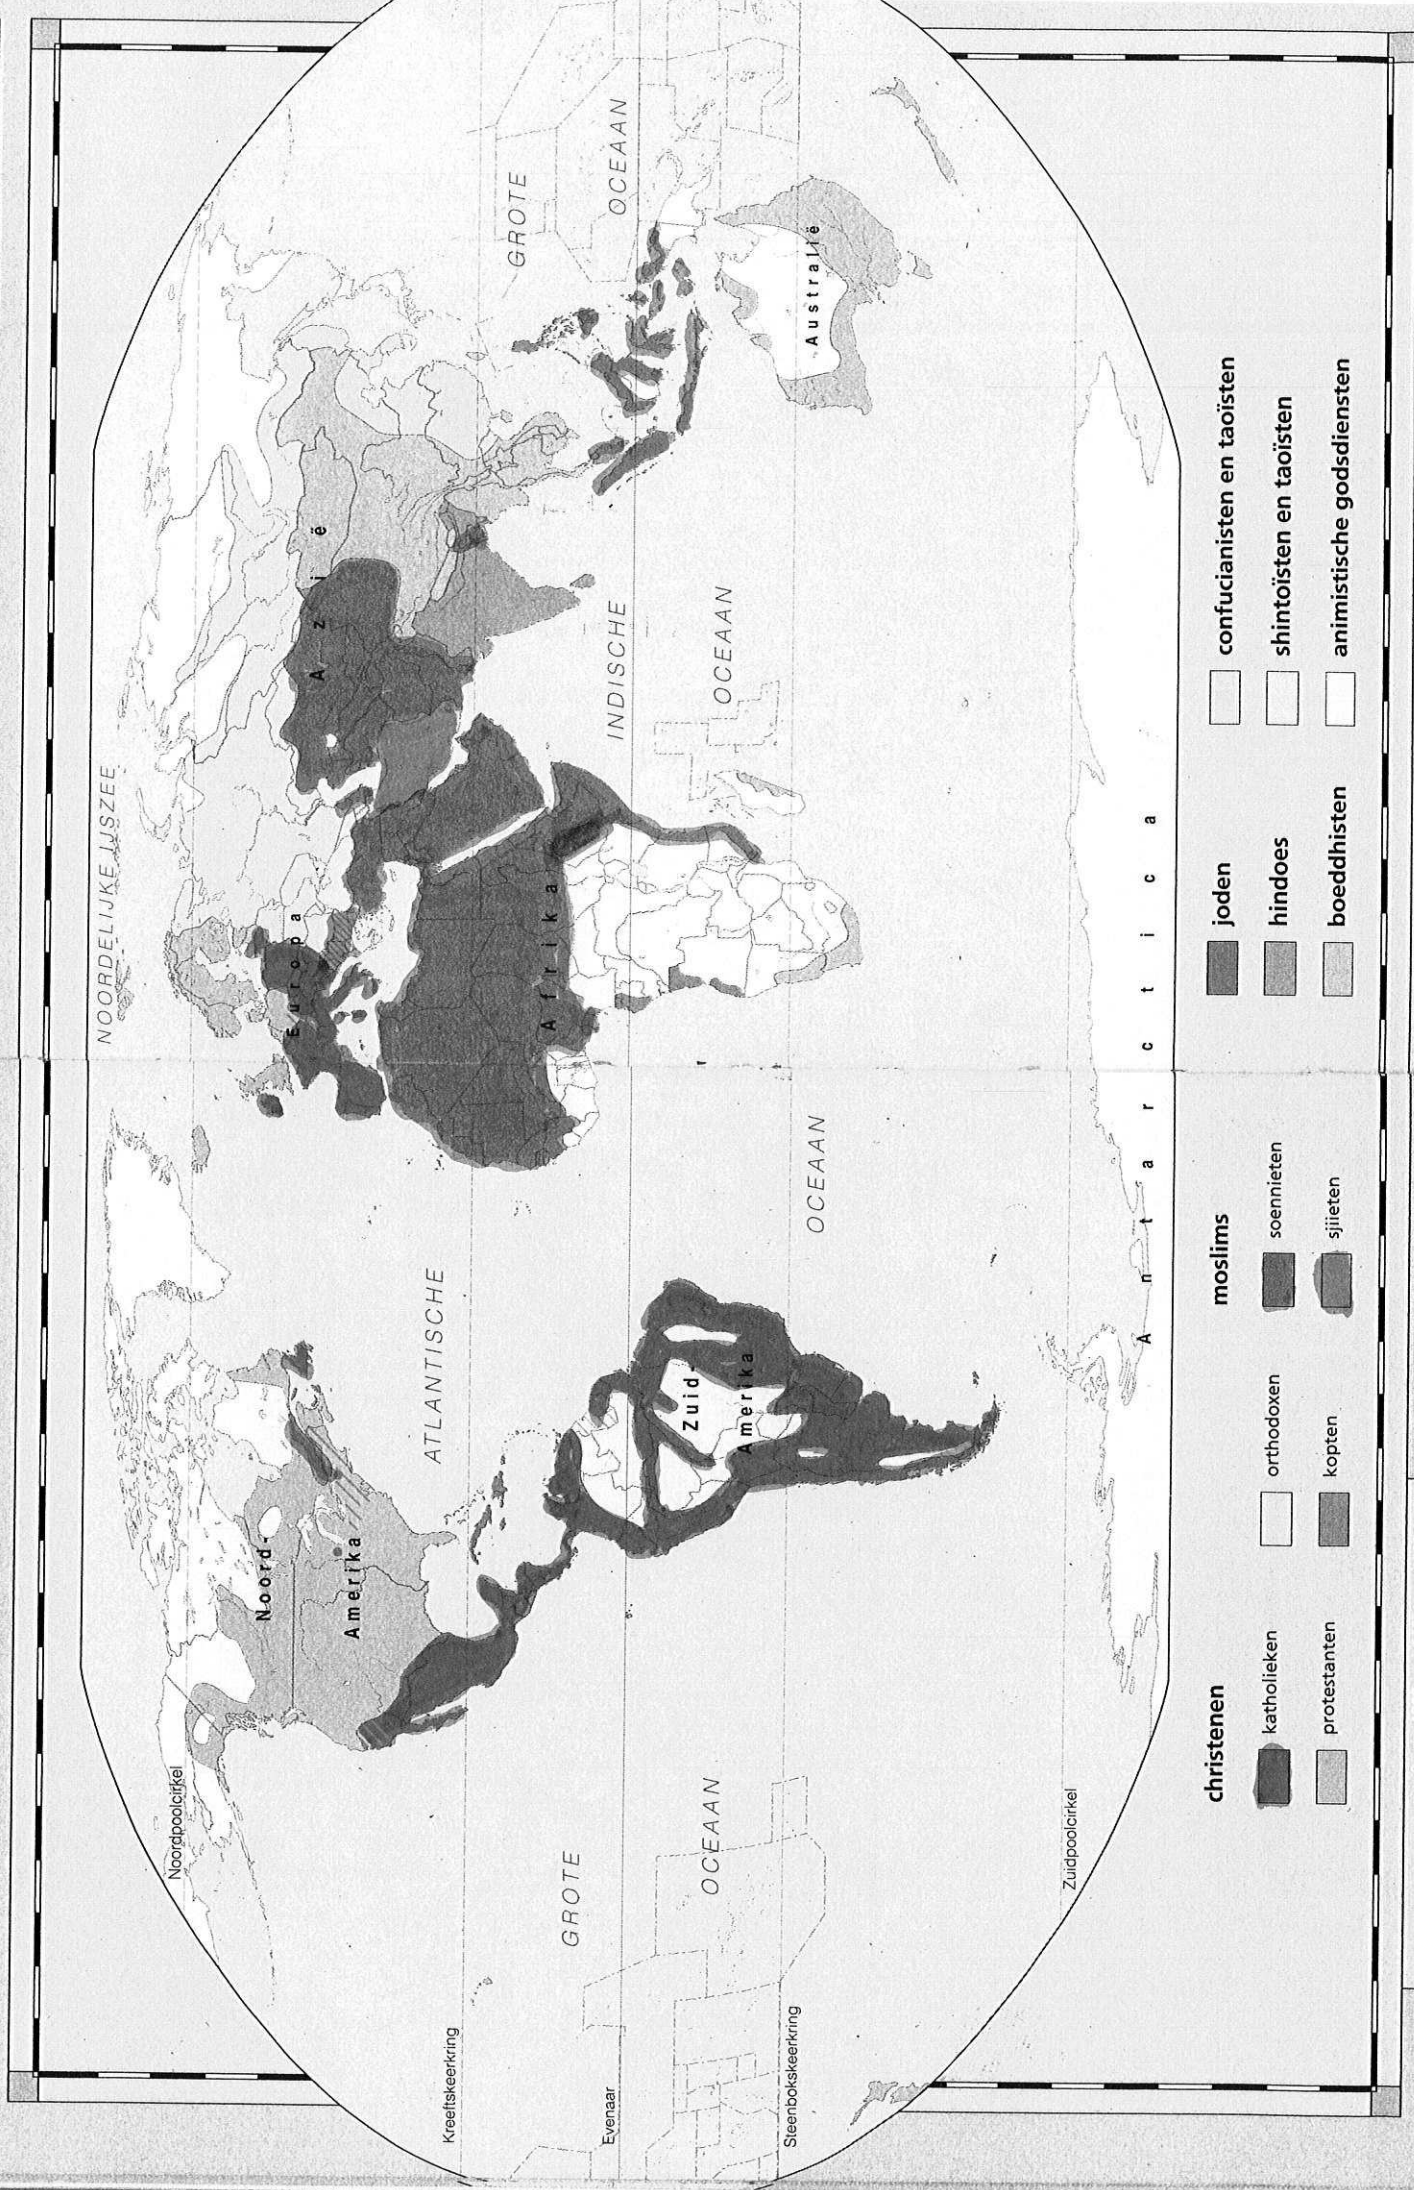 NOORDELIJKE IJSZEE
Noordpoolcirkel
Noord-
Amerika
Europa
Azië
Kreeftskeerkring
ATLANTISCHE
OCEAAN
GROTE
OCEAAN
Afrika
Evenaar
GROTE
OCEAAN
Zuid-
Amerika
INDISCHE
OCEAAN
Australië
Steenbokskeerkring
Zuidpoolcirkel
Antarctica
christenen
katholieken
orthodoxen
protestanten
kopten
moslims
soennieten
sjiieten
joden
hindoes
boeddhisten
confucianisten en taoïsten
shintoïsten en taoïsten
animistische godsdiensten